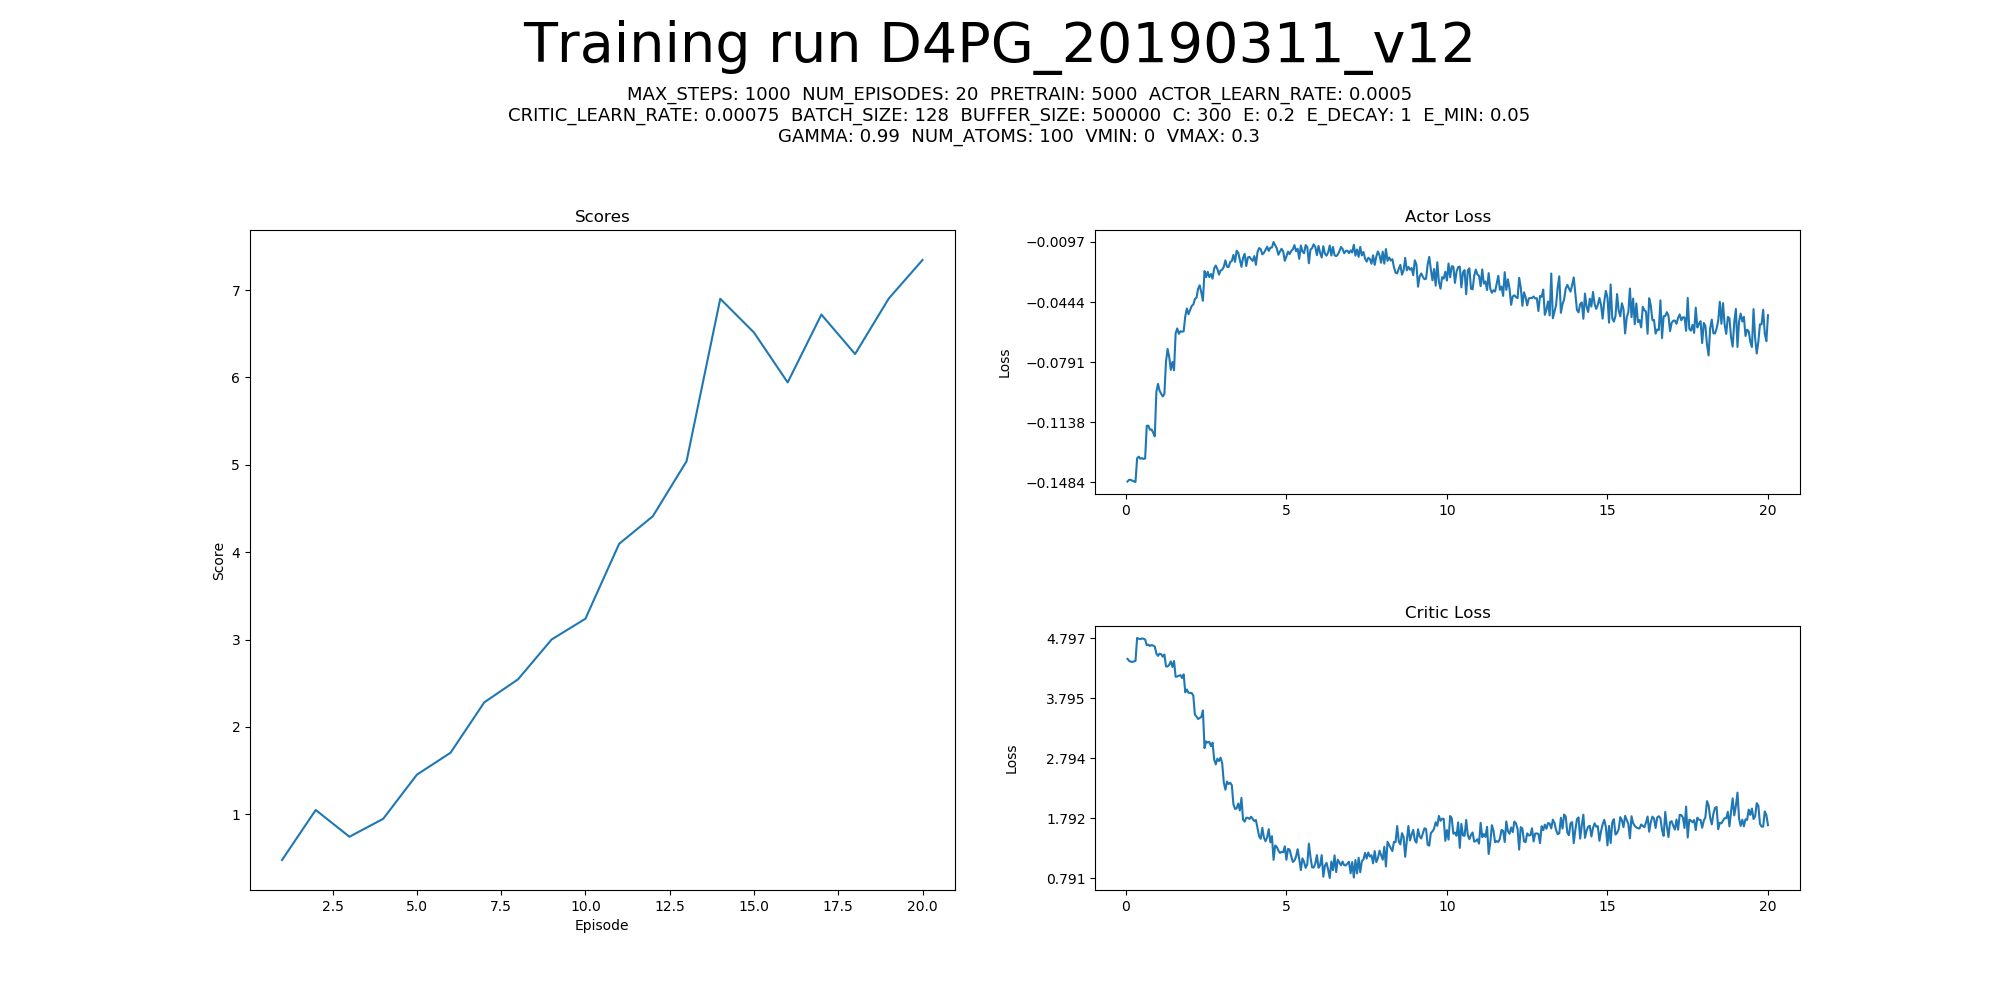 Training run D4PG_20190311_v12
MAX_STEPS: 1000  NUM_EPISODES: 20  PRETRAIN: 5000  ACTOR_LEARN_RATE: 0.0005
CRITIC_LEARN_RATE: 0.00075  BATCH_SIZE: 128  BUFFER_SIZE: 500000  C: 300  E: 0.2  E_DECAY: 1  E_MIN: 0.05
GAMMA: 0.99  NUM_ATOMS: 100  VMIN: 0  VMAX: 0.3
Scores
7
6
5
4
3
2
1
Score
2.5 5.0 7.5 10.0 12.5 15.0 17.5 20.0
Episode
Actor Loss
−0.0097
−0.0444
−0.0791
−0.1138
−0.1484
Loss
0 5 10 15 20
Critic Loss
4.797
3.795
2.794
1.792
0.791
Loss
0 5 10 15 20